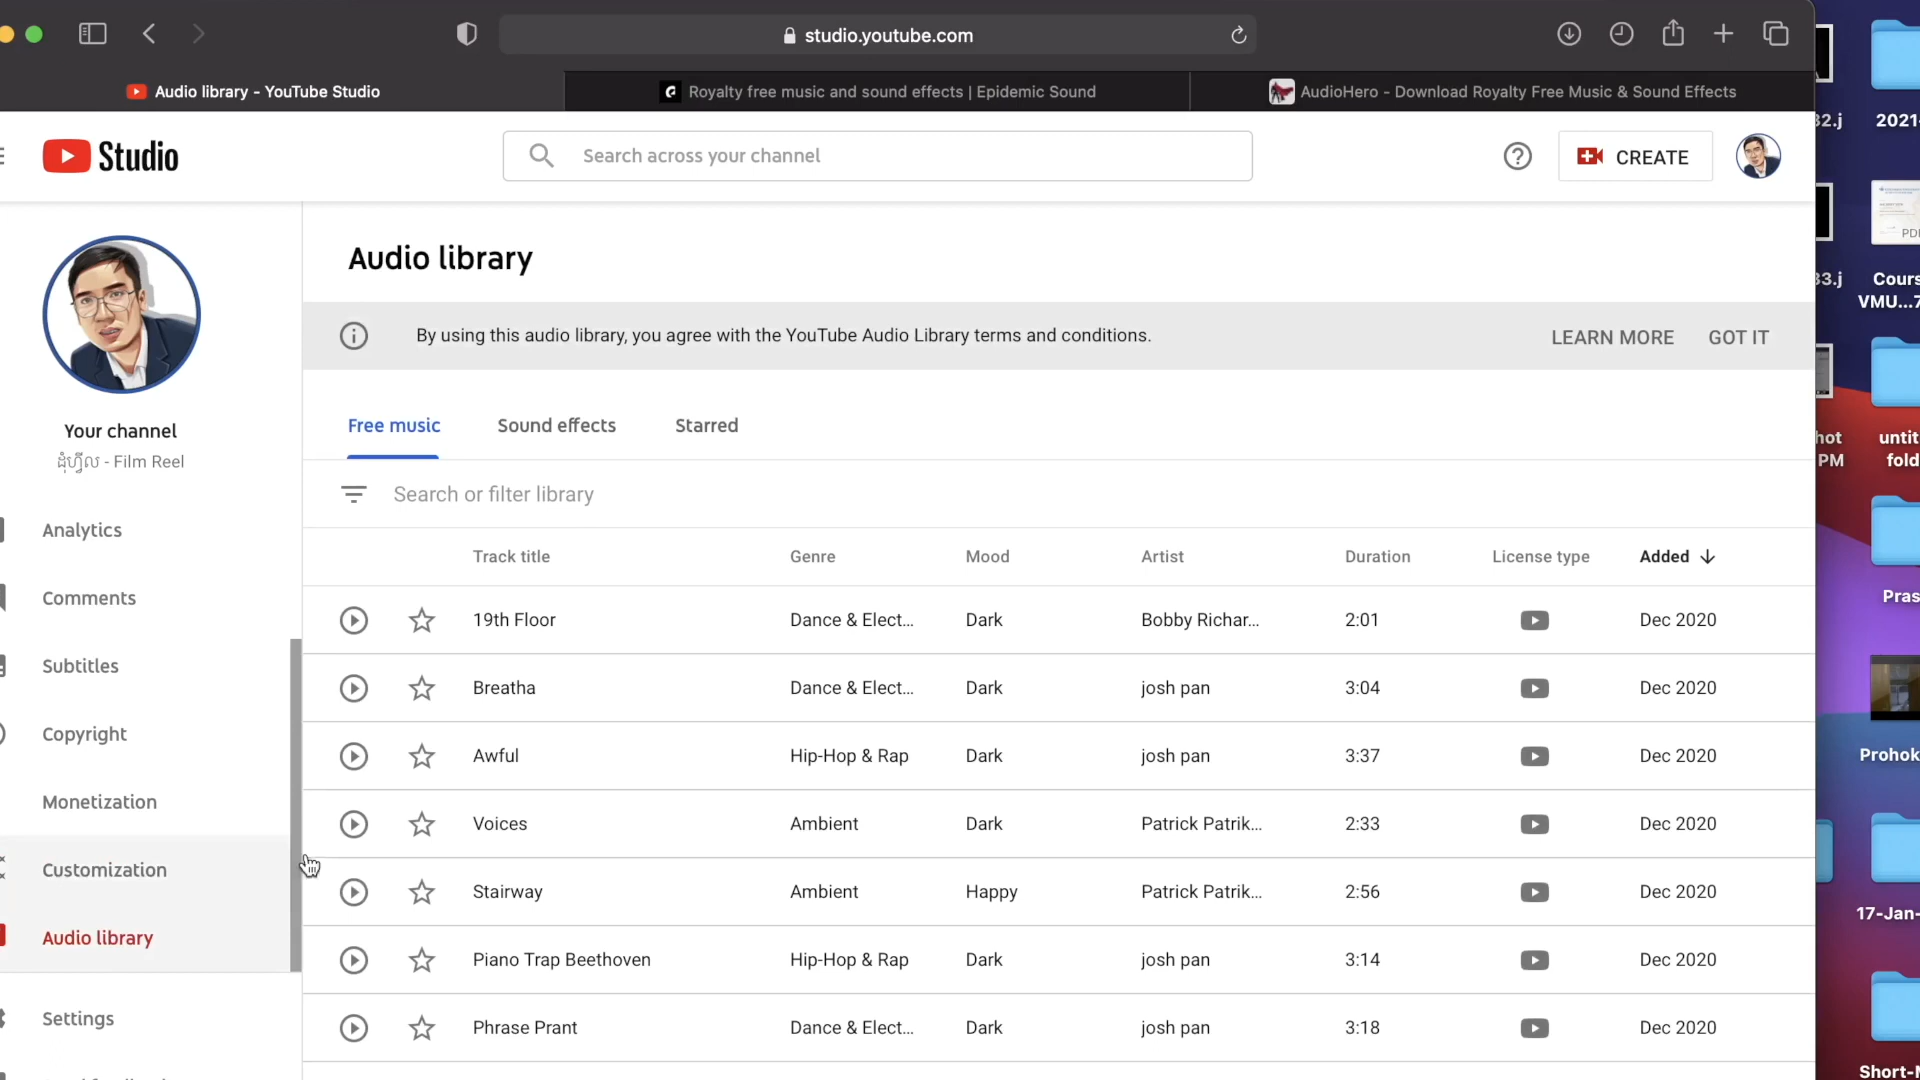 studio.youtube.com
Audio library - YouTube Studio
Royalty free music and sound effects | Epidemic Sound
AudioHero - Download Royalty Free Music & Sound Effects
Studio
Search across your channel
CREATE
Your channel
ដុំហ្វីល - Film Reel
Analytics
Comments
Subtitles
Copyright
Monetization
Customization
Audio library
Settings
Audio library
By using this audio library, you agree with the YouTube Audio Library terms and conditions.
LEARN MORE
GOT IT
Free music
Sound effects
Starred
Search or filter library
Track title Genre Mood Artist Duration License type Added
19th Floor Dance & Elect... Dark Bobby Richar... 2:01 Dec 2020
Breatha Dance & Elect... Dark josh pan 3:04 Dec 2020
Awful Hip-Hop & Rap Dark josh pan 3:37 Dec 2020
Voices Ambient Dark Patrick Patrik... 2:33 Dec 2020
Stairway Ambient Happy Patrick Patrik... 2:56 Dec 2020
Piano Trap Beethoven Hip-Hop & Rap Dark josh pan 3:14 Dec 2020
Phrase Prant Dance & Elect... Dark josh pan 3:18 Dec 2020
32.j
2021-
PDF
33.j
Cours
VMU...7
hot
PM
untit
fold
Pras
Prohok
17-Jan-
Short-M